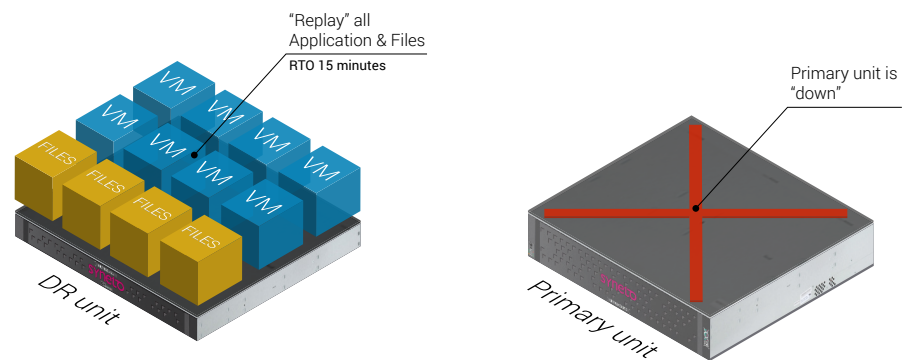 “Replay” all
Application & Files
RTO 15 minutes
VM
VM
VM
VM
VM
VM
VM
VM
FILES
FILES
FILES
FILES
DR unit
Primary unit is
“down”
Primary unit